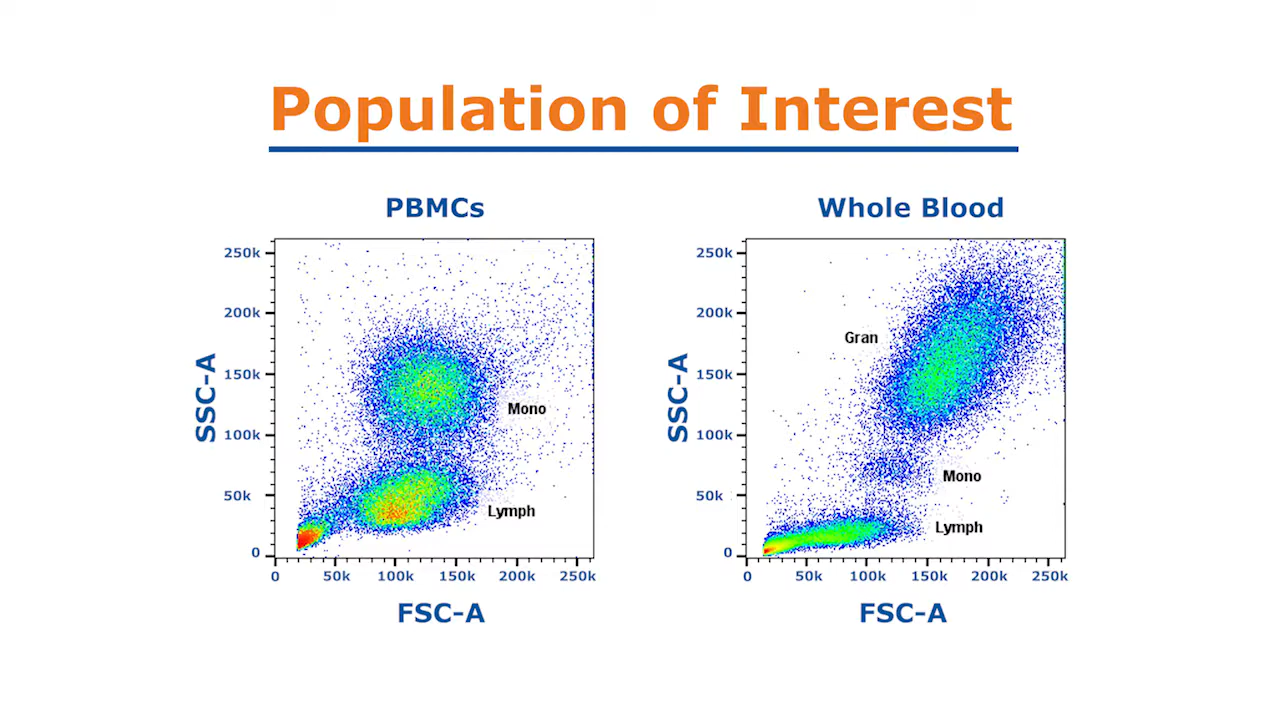 Population of Interest
PBMCs
250k
200k
150k
100k
50k
0
SSC-A
Mono
Lymph
0 50k 100k 150k 200k 250k
FSC-A
Whole Blood
250k
200k
150k
100k
50k
0
SSC-A
Gran
Mono
Lymph
0 50k 100k 150k 200k 250k
FSC-A